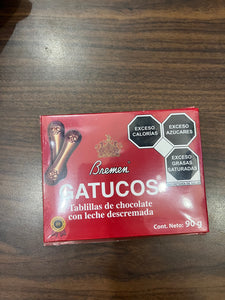 EXCESO
CALORÍAS
EXCESO
AZÚCARES
EXCESO
GRASAS
SATURADAS
Bremen
GATUCOS
Tablillas de chocolate
con leche descremada
Cont. Neto: 90 g